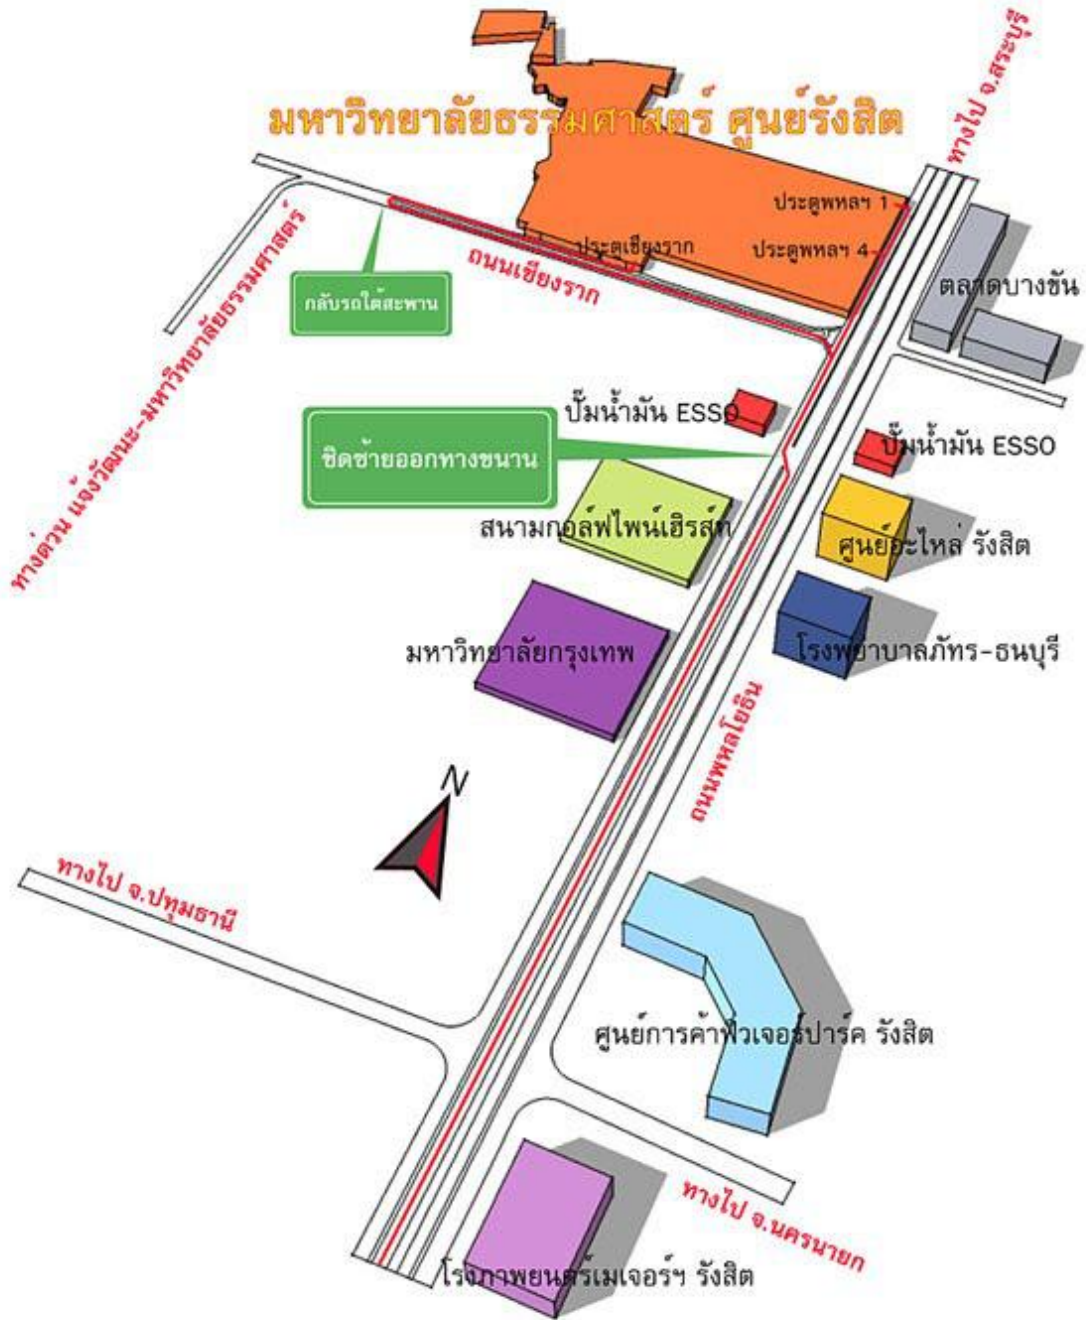 ทางไป จ.สระบุรี
มหาวิทยาลัยธรรมศาสตร์ ศูนย์รังสิต
ประตูพหลฯ 1
ประตูพหลฯ 4
ประตูเชียงราก
ถนนเชียงราก
กลับรถใต้สะพาน
ทางด่วน แจ้งวัฒนะ-มหาวิทยาลัยธรรมศาสตร์
ตลาดบางขัน
ปั๊มน้ำมัน ESSO
ปั๊มน้ำมัน ESSO
ชิดซ้ายออกทางขนาน
สนามกอล์ฟไพน์เฮิรส์ท
ศูนย์อะไหล่ รังสิต
มหาวิทยาลัยกรุงเทพ
โรงพยาบาลภัทร-ธนบุรี
ถนนพหลโยธิน
N
ทางไป จ.ปทุมธานี
ศูนย์การค้าฟิวเจอร์ปาร์ค รังสิต
ทางไป จ.นครนายก
โรงภาพยนตร์เมเจอร์ฯ รังสิต